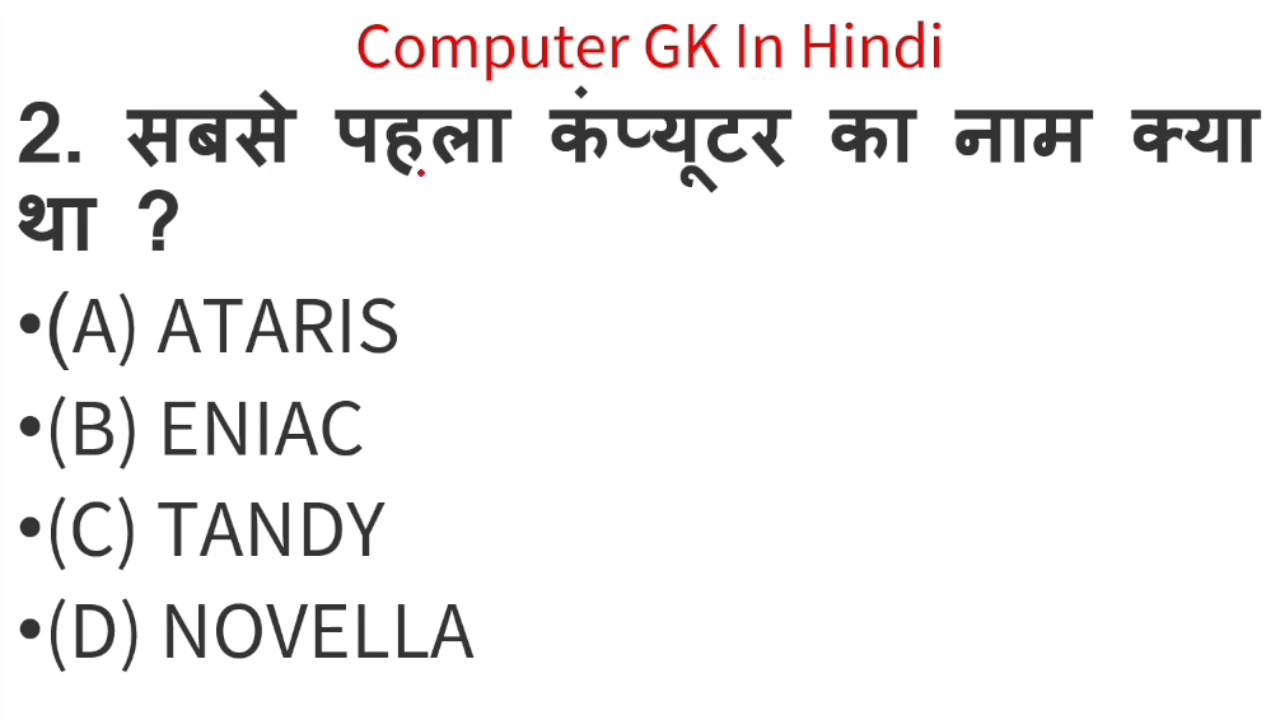 Computer GK In Hindi
2. सबसे पहला कंप्यूटर का नाम क्या
था ?
•(A) ATARIS
•(B) ENIAC
•(C) TANDY
•(D) NOVELLA